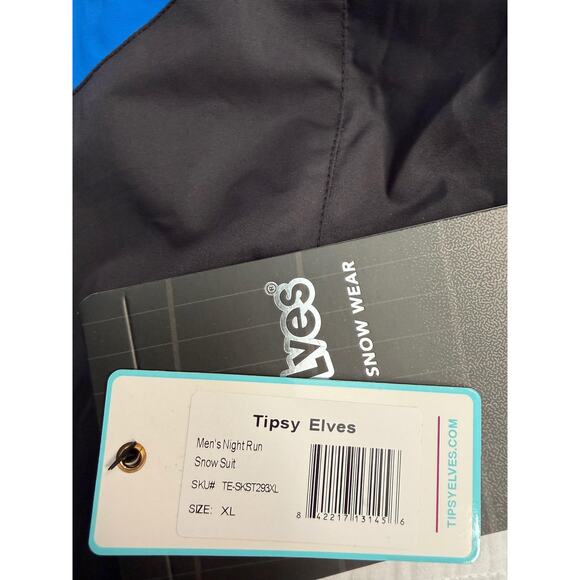 Lves®
SNOW WEAR
Tipsy Elves
Men's Night Run
Snow Suit
SKU# TE-SKST293XL
SIZE: XL
8 42217 13145 6
TIPSYELVES.COM